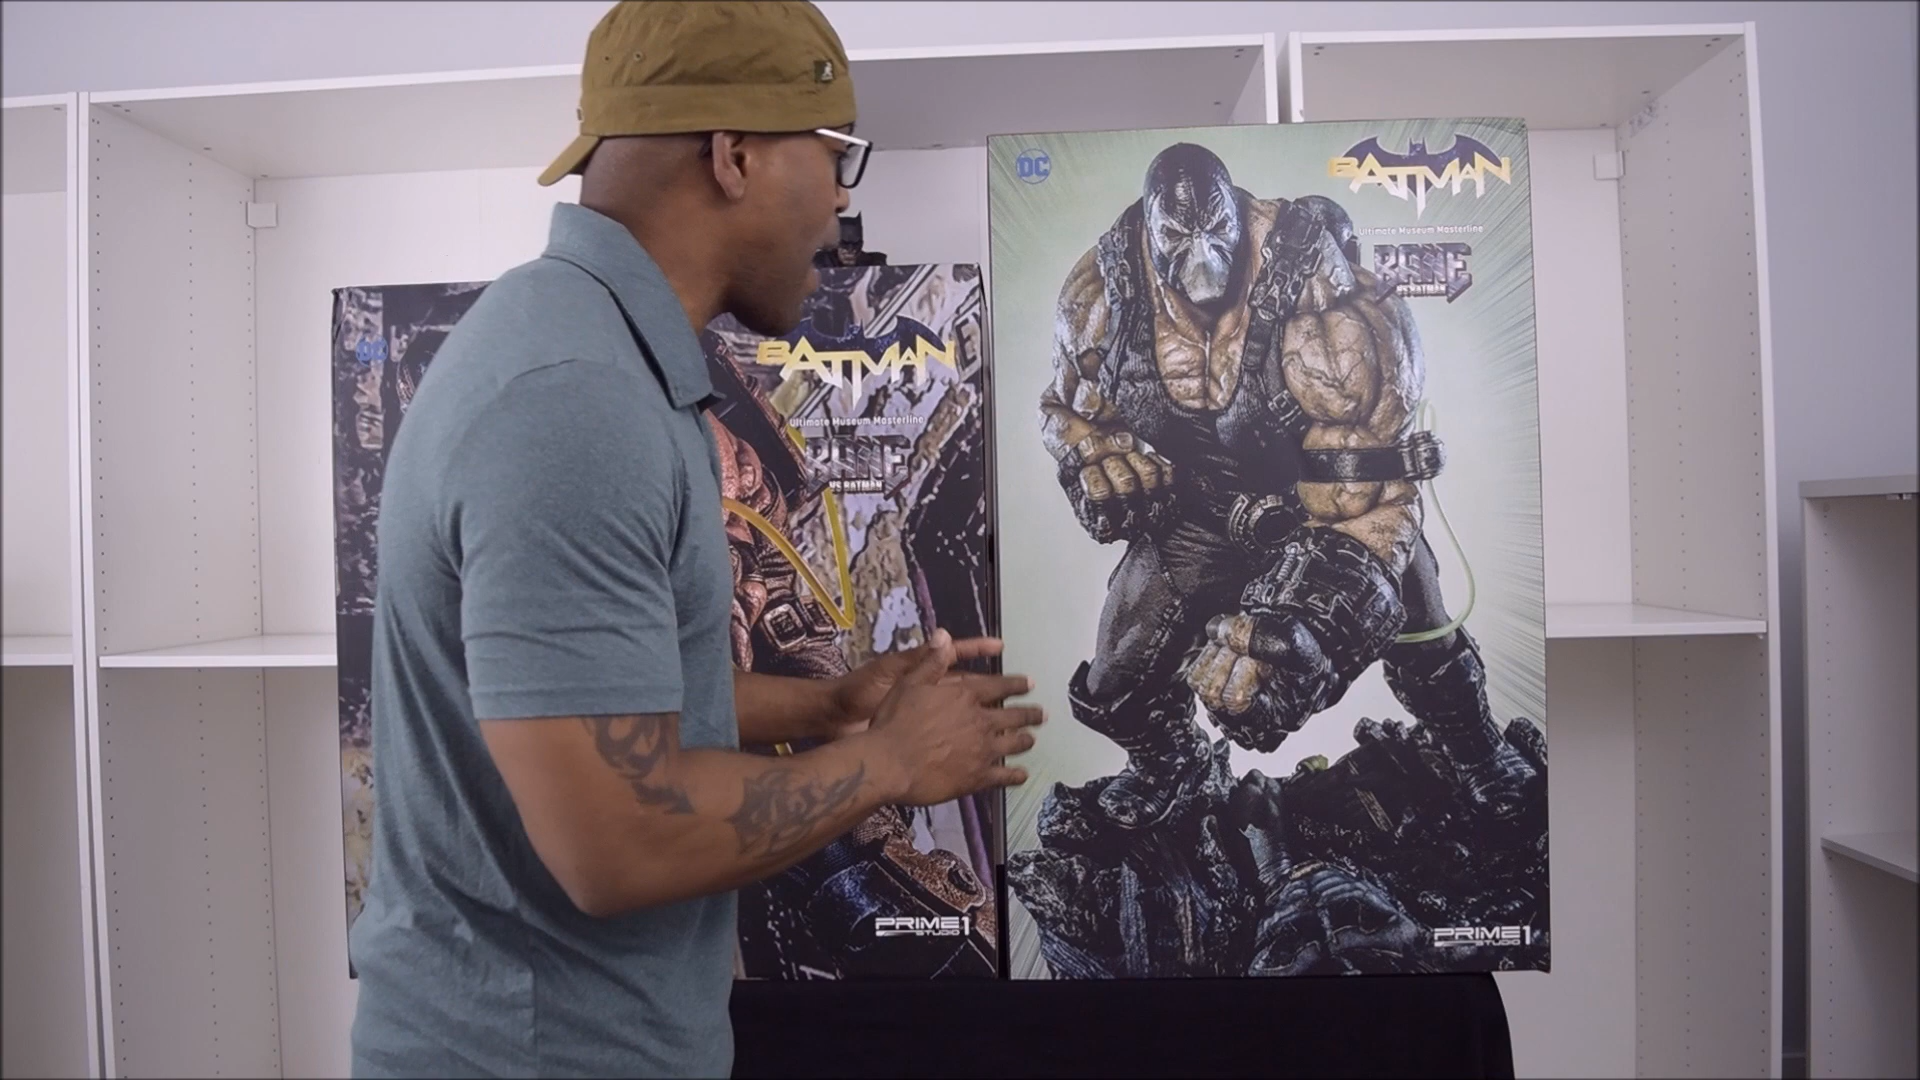 DC
BATMAN
Ultimate Museum Masterline
BANE
VS BATMAN
PRIME 1
STUDIO
DC
BATMAN
Ultimate Museum Masterline
BANE
VS BATMAN
PRIME 1
STUDIO